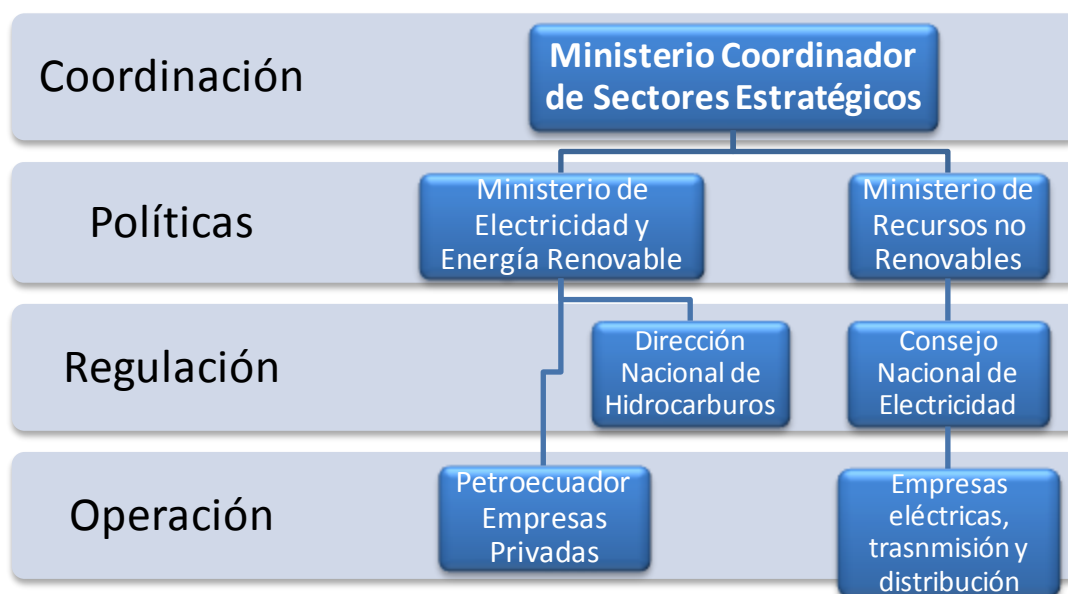 Coordinación
Ministerio Coordinador
de Sectores Estratégicos
Políticas
Ministerio de
Electricidad y
Energía Renovable
Ministerio de
Recursos no
Renovables
Regulación
Dirección
Nacional de
Hidrocarburos
Consejo
Nacional de
Electricidad
Operación
Petroecuador
Empresas
Privadas
Empresas
eléctricas,
trasnmisión y
distribución